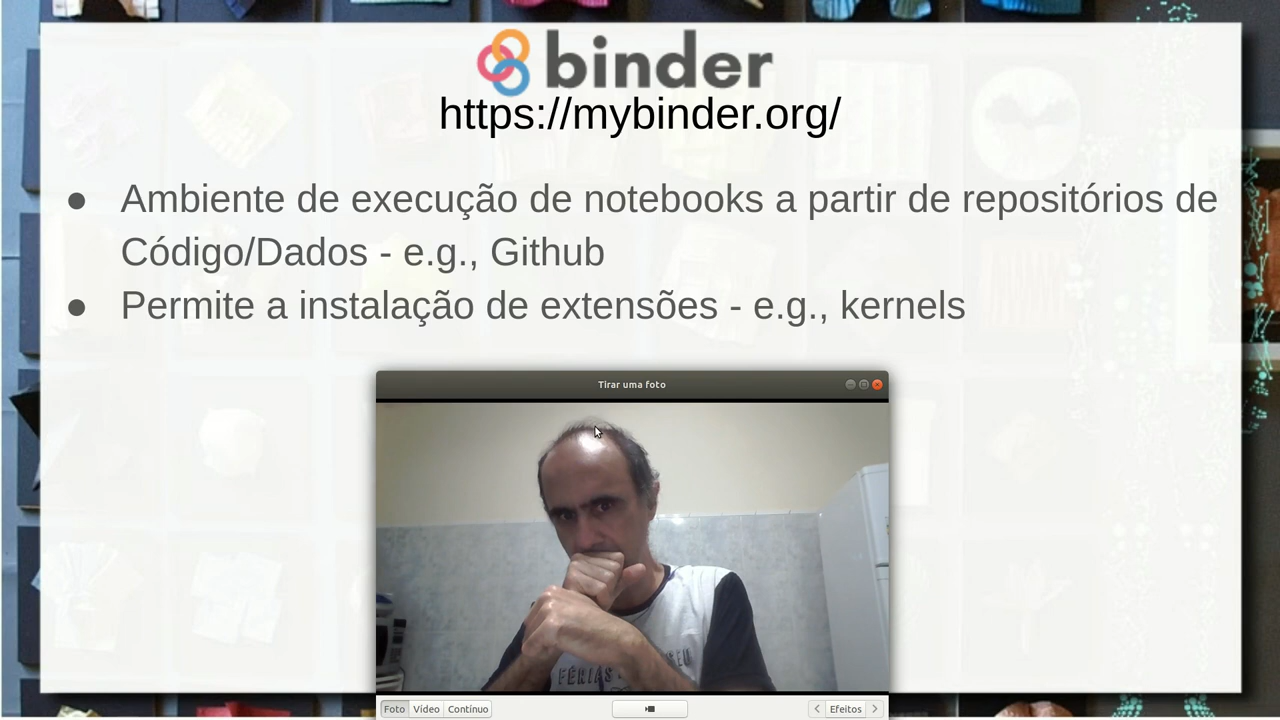 binder
https://mybinder.org/
● Ambiente de execução de notebooks a partir de repositórios de
Código/Dados - e.g., Github
● Permite a instalação de extensões - e.g., kernels
Tirar uma foto
FÉRIAS
Foto Vídeo Contínuo Efeitos